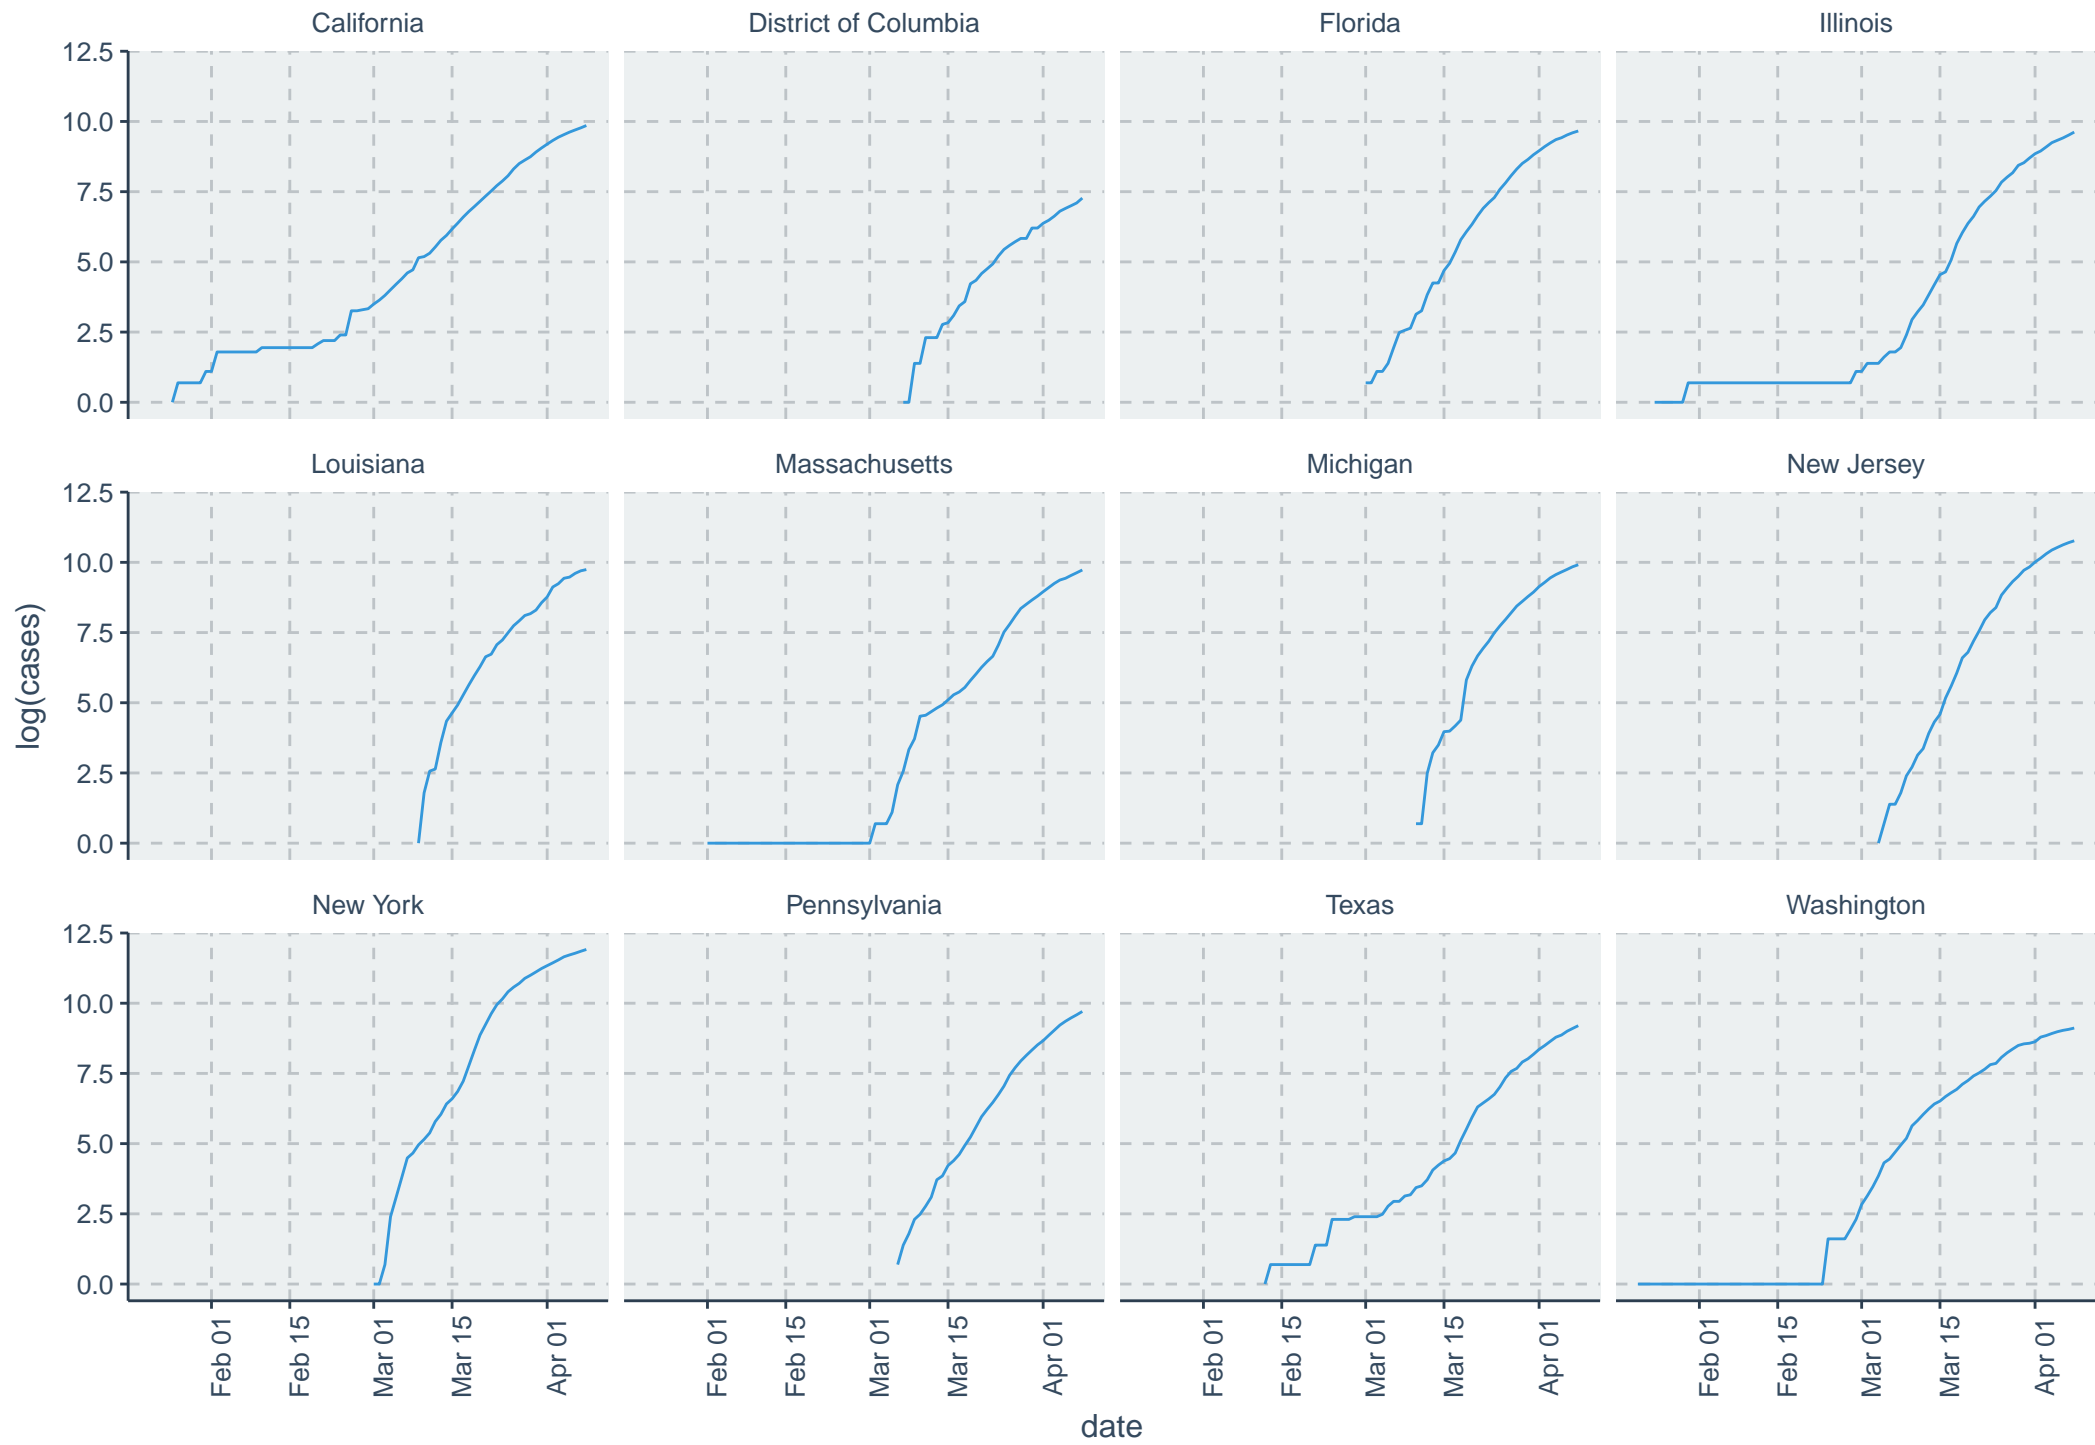 California
District of Columbia
Florida
Illinois
12.5
10.0
7.5
5.0
2.5
0.0
Louisiana
Massachusetts
Michigan
New Jersey
12.5
10.0
7.5
5.0
2.5
0.0
log(cases)
New York
Pennsylvania
Texas
Washington
12.5
10.0
7.5
5.0
2.5
0.0
Feb 01
Feb 15
Mar 01
Mar 15
Apr 01
Feb 01
Feb 15
Mar 01
Mar 15
Apr 01
Feb 01
Feb 15
Mar 01
Mar 15
Apr 01
Feb 01
Feb 15
Mar 01
Mar 15
Apr 01
date